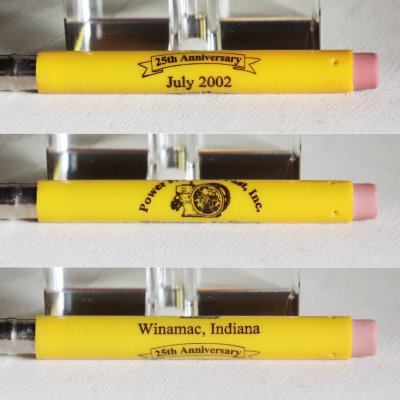 25th Anniversary
July 2002
Power
Inc.
Winamac, Indiana
25th Anniversary